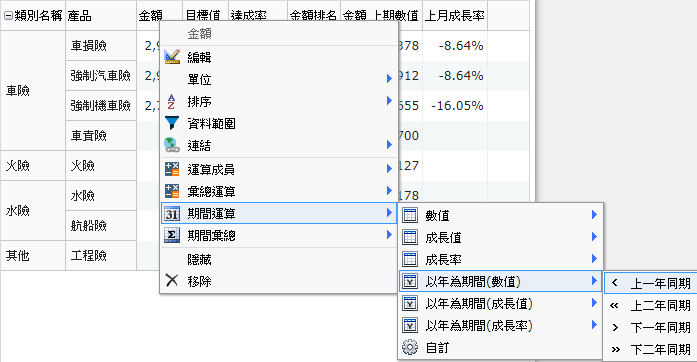 類別名稱 產品 金額 目標值 達成率 金額排名 金額_上期數值 上月成長率
車險 車損險 2,9 378 -8.64%
強制汽車險 2,9 912 -8.64%
強制機車險 2,7 655 -16.05%
車責險 700
火險 火險 127
水險 水險 178
航船險
其他 工程險
金額
編輯
單位
排序
資料範圍
連結
運算成員
彙總運算
期間運算
期間彙總
隱藏
移除
數值
成長值
成長率
以年為期間(數值)
以年為期間(成長值)
以年為期間(成長率)
自訂
上一年同期
上二年同期
下一年同期
下二年同期